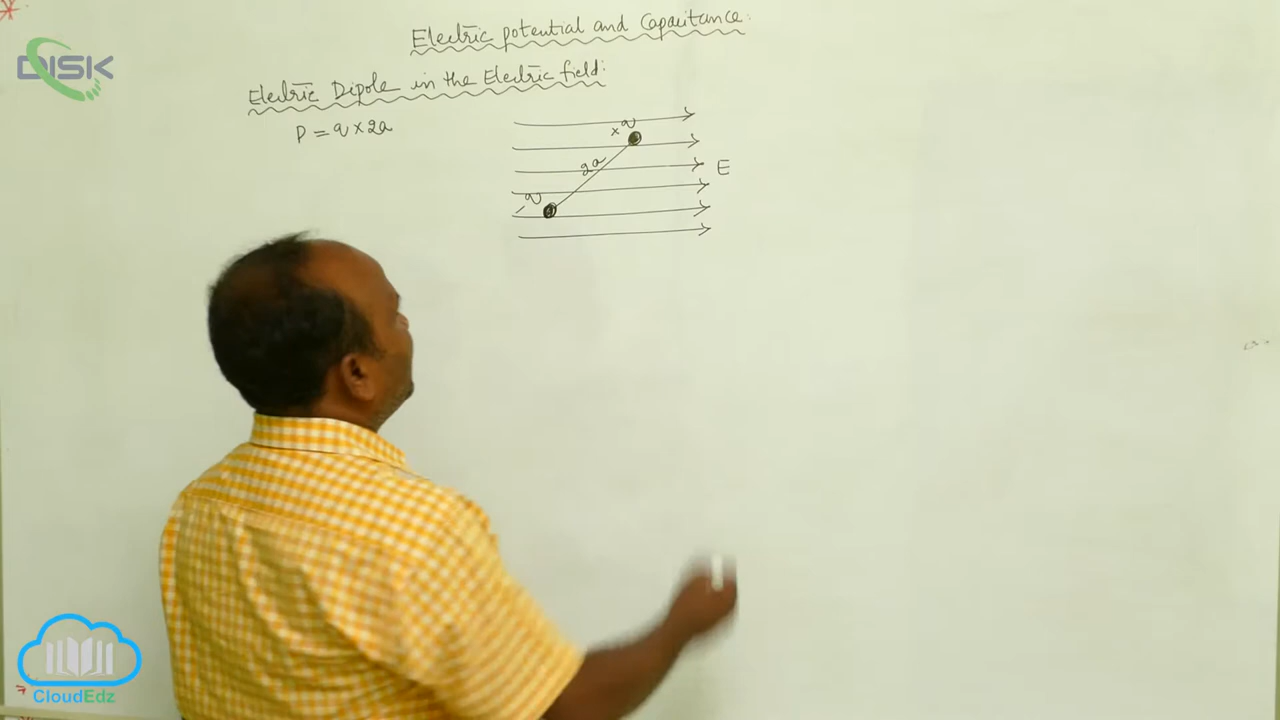 Electric potential and Capacitance:
DISK
Electric Dipole in the Electric field:
P = q x 2a
x q
2a
E
- q
CloudEdz